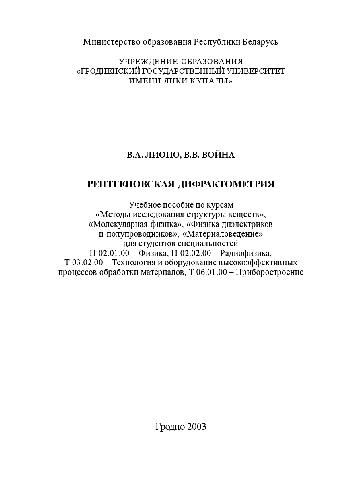 Министерство образования Республики Беларусь
УЧРЕЖДЕНИЕ ОБРАЗОВАНИЯ
«ГРОДНЕНСКИЙ ГОСУДАРСТВЕННЫЙ УНИВЕРСИТЕТ
ИМЕНИ ЯНКИ КУПАЛЫ»
В.А. ЛИОПО, В.В. ВОЙНА
РЕНТГЕНОВСКАЯ ДИФРАКТОМЕТРИЯ
Учебное пособие по курсам
«Методы исследования структуры веществ»,
«Молекулярная физика», «Физика диэлектриков
и полупроводников», «Материаловедение»
для студентов специальностей
Н 02.01.00 – Физика, Н 02.02.00 – Радиофизика,
Т 03.02.00 – Технология и оборудование высокоэффективных
процессов обработки материалов, Т 06.01.00 – Приборостроение
Гродно 2003